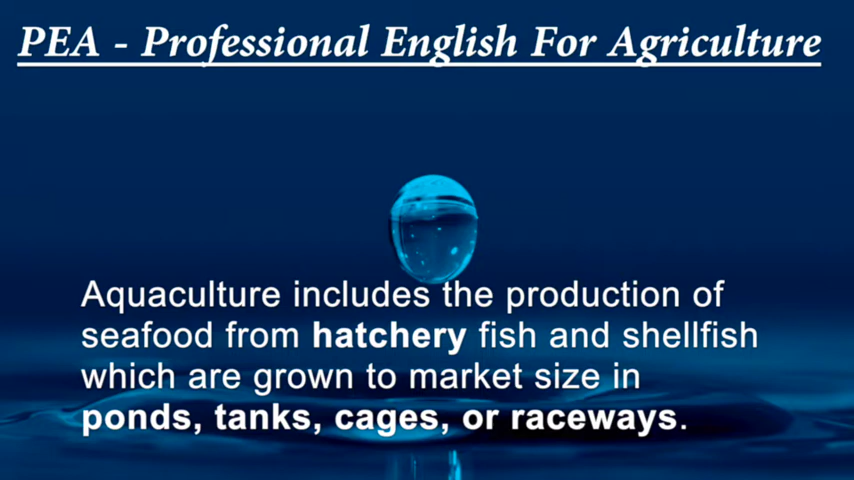 PEA - Professional English For Agriculture
Aquaculture includes the production of
seafood from hatchery fish and shellfish
which are grown to market size in
ponds, tanks, cages, or raceways.